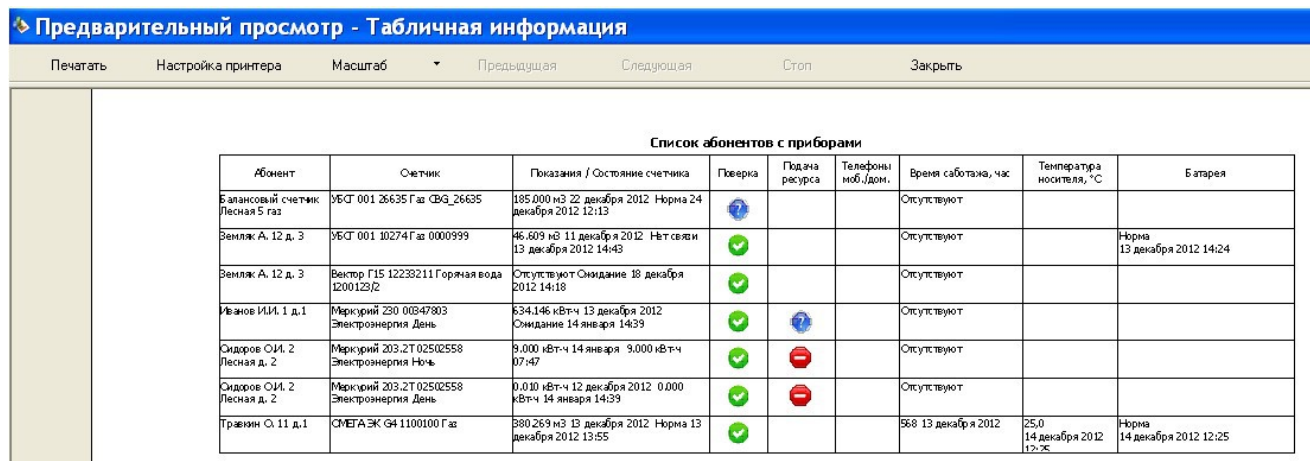 Предварительный просмотр - Табличная информация
Печатать Настройка принтера Масштаб Предыдущая Следующая Стоп Закрыть
Список абонентов с приборами
Абонент Счетчик Показания / Состояние счетчика Поверка Подача ресурса Телефоны моб./дом. Время саботажа, час Температура носителя, °C Батарея
Балансовый счетчик УБСГ 001 26635 Газ CBG_26635 185.000 м3 22 декабря 2012 Норма 24 Отсутствуют
Лесная 5 газ декабря 2012 12:13
Земляк А. 12 д. 3 УБСГ 001 10274 Газ 0000999 46.609 м3 11 декабря 2012 Нет связи Отсутствуют Норма
13 декабря 2012 14:43 13 декабря 2012 14:24
Земляк А. 12 д. 3 Вектор Г15 12233211 Горячая вода Отсутствуют Ожидание 18 декабря Отсутствуют
1200123/2 2012 14:18
Иванов И.И. 1 д.1 Меркурий 230 00347803 634.146 кВт-ч 13 декабря 2012 Отсутствуют
Электроэнергия День Ожидание 14 января 14:39
Сидоров О.И. 2 Меркурий 203.2Т 02502558 9.000 кВт-ч 14 января 9.000 кВт-ч Отсутствуют
Лесная д. 2 Электроэнергия Ночь 07:47
Сидоров О.И. 2 Меркурий 203.2Т 02502558 0.010 кВт-ч 12 декабря 2012 0.000 Отсутствуют
Лесная д. 2 Электроэнергия День кВт-ч 14 января 14:39
Травкин О. 11 д.1 СМЕТАЭК G4 1100100 Газ 380.269 м3 13 декабря 2012 Норма 13 568 13 декабря 2012 25,0 Норма
декабря 2012 13:55 14 декабря 2012 14 декабря 2012 12:25
12:25